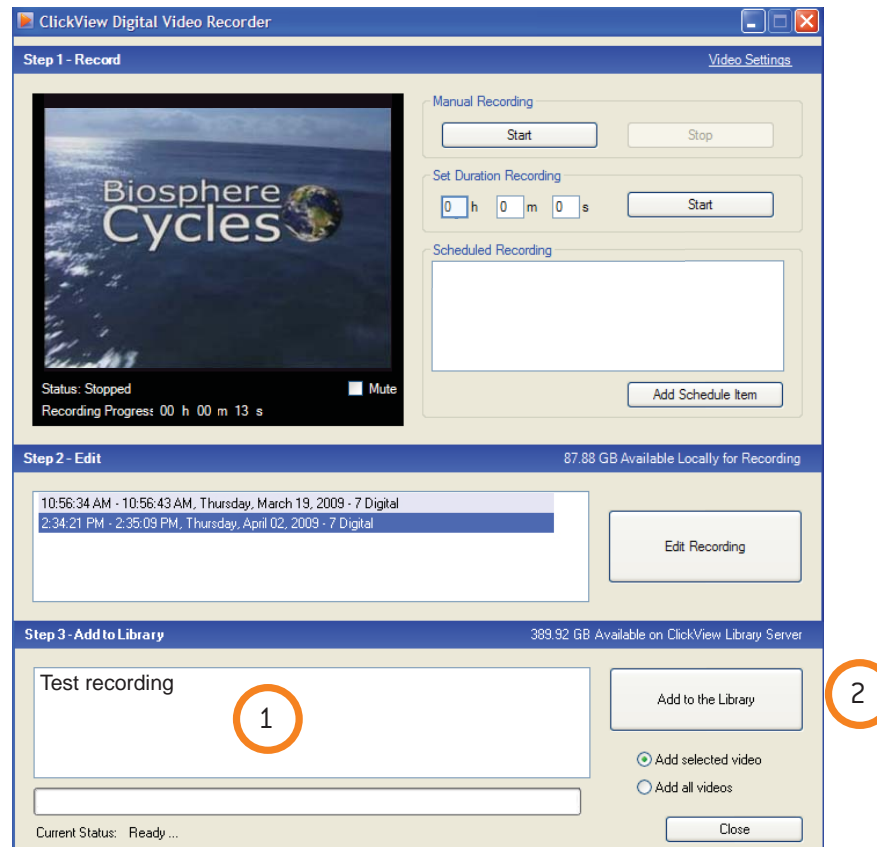 ClickView Digital Video Recorder
Step 1 - Record
Video Settings
Biosphere
Cycles
Status: Stopped
Mute
Recording Progress 00 h 00 m 13 s
Manual Recording
Start
Stop
Set Duration Recording
0 h 0 m 0 s
Start
Scheduled Recording
Add Schedule Item
Step 2 - Edit
87.88 GB Available Locally for Recording
10:56:34 AM - 10:56:43 AM, Thursday, March 19, 2009 - 7 Digital
2:34:21 PM - 2:35:09 PM, Thursday, April 02, 2009 - 7 Digital
Edit Recording
Step 3 - Add to Library
389.92 GB Available on ClickView Library Server
Test recording
1
Add to the Library
2
Add selected video
Add all videos
Current Status: Ready ...
Close